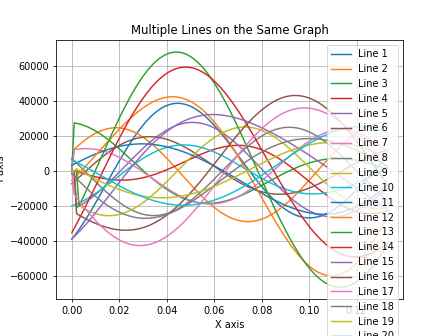 Multiple Lines on the Same Graph
60000
40000
20000
0
−20000
−40000
−60000
0.00
0.02
0.04
0.06
0.08
0.10
X axis
Line 1
Line 2
Line 3
Line 4
Line 5
Line 6
Line 7
Line 8
Line 9
Line 10
Line 11
Line 12
Line 13
Line 14
Line 15
Line 16
Line 17
Line 18
Line 19
Line 20